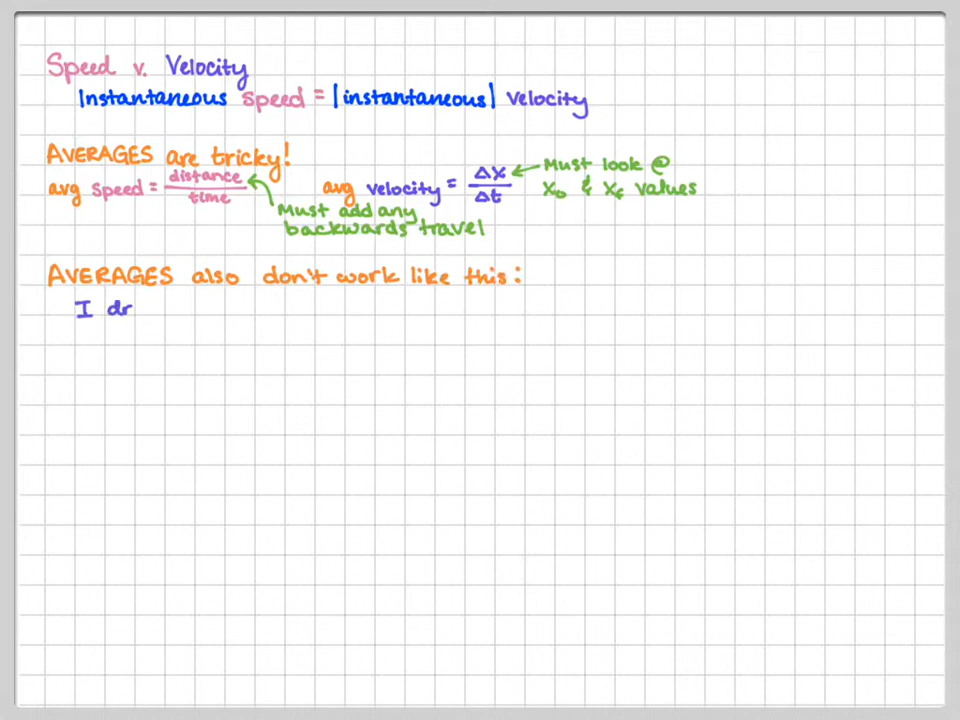 Speed v. Velocity
Instantaneous speed = |instantaneous| velocity
AVERAGES are tricky!
avg speed = distance / time
Must add any backwards travel
avg velocity = Δx / Δt
Must look @
x₀ & xf values
AVERAGES also don't work like this:
I dr